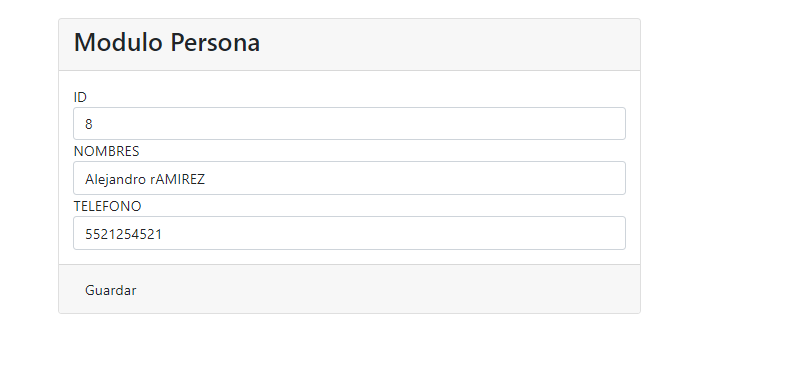 Modulo Persona
ID
8
NOMBRES
Alejandro rAMIREZ
TELEFONO
5521254521
Guardar